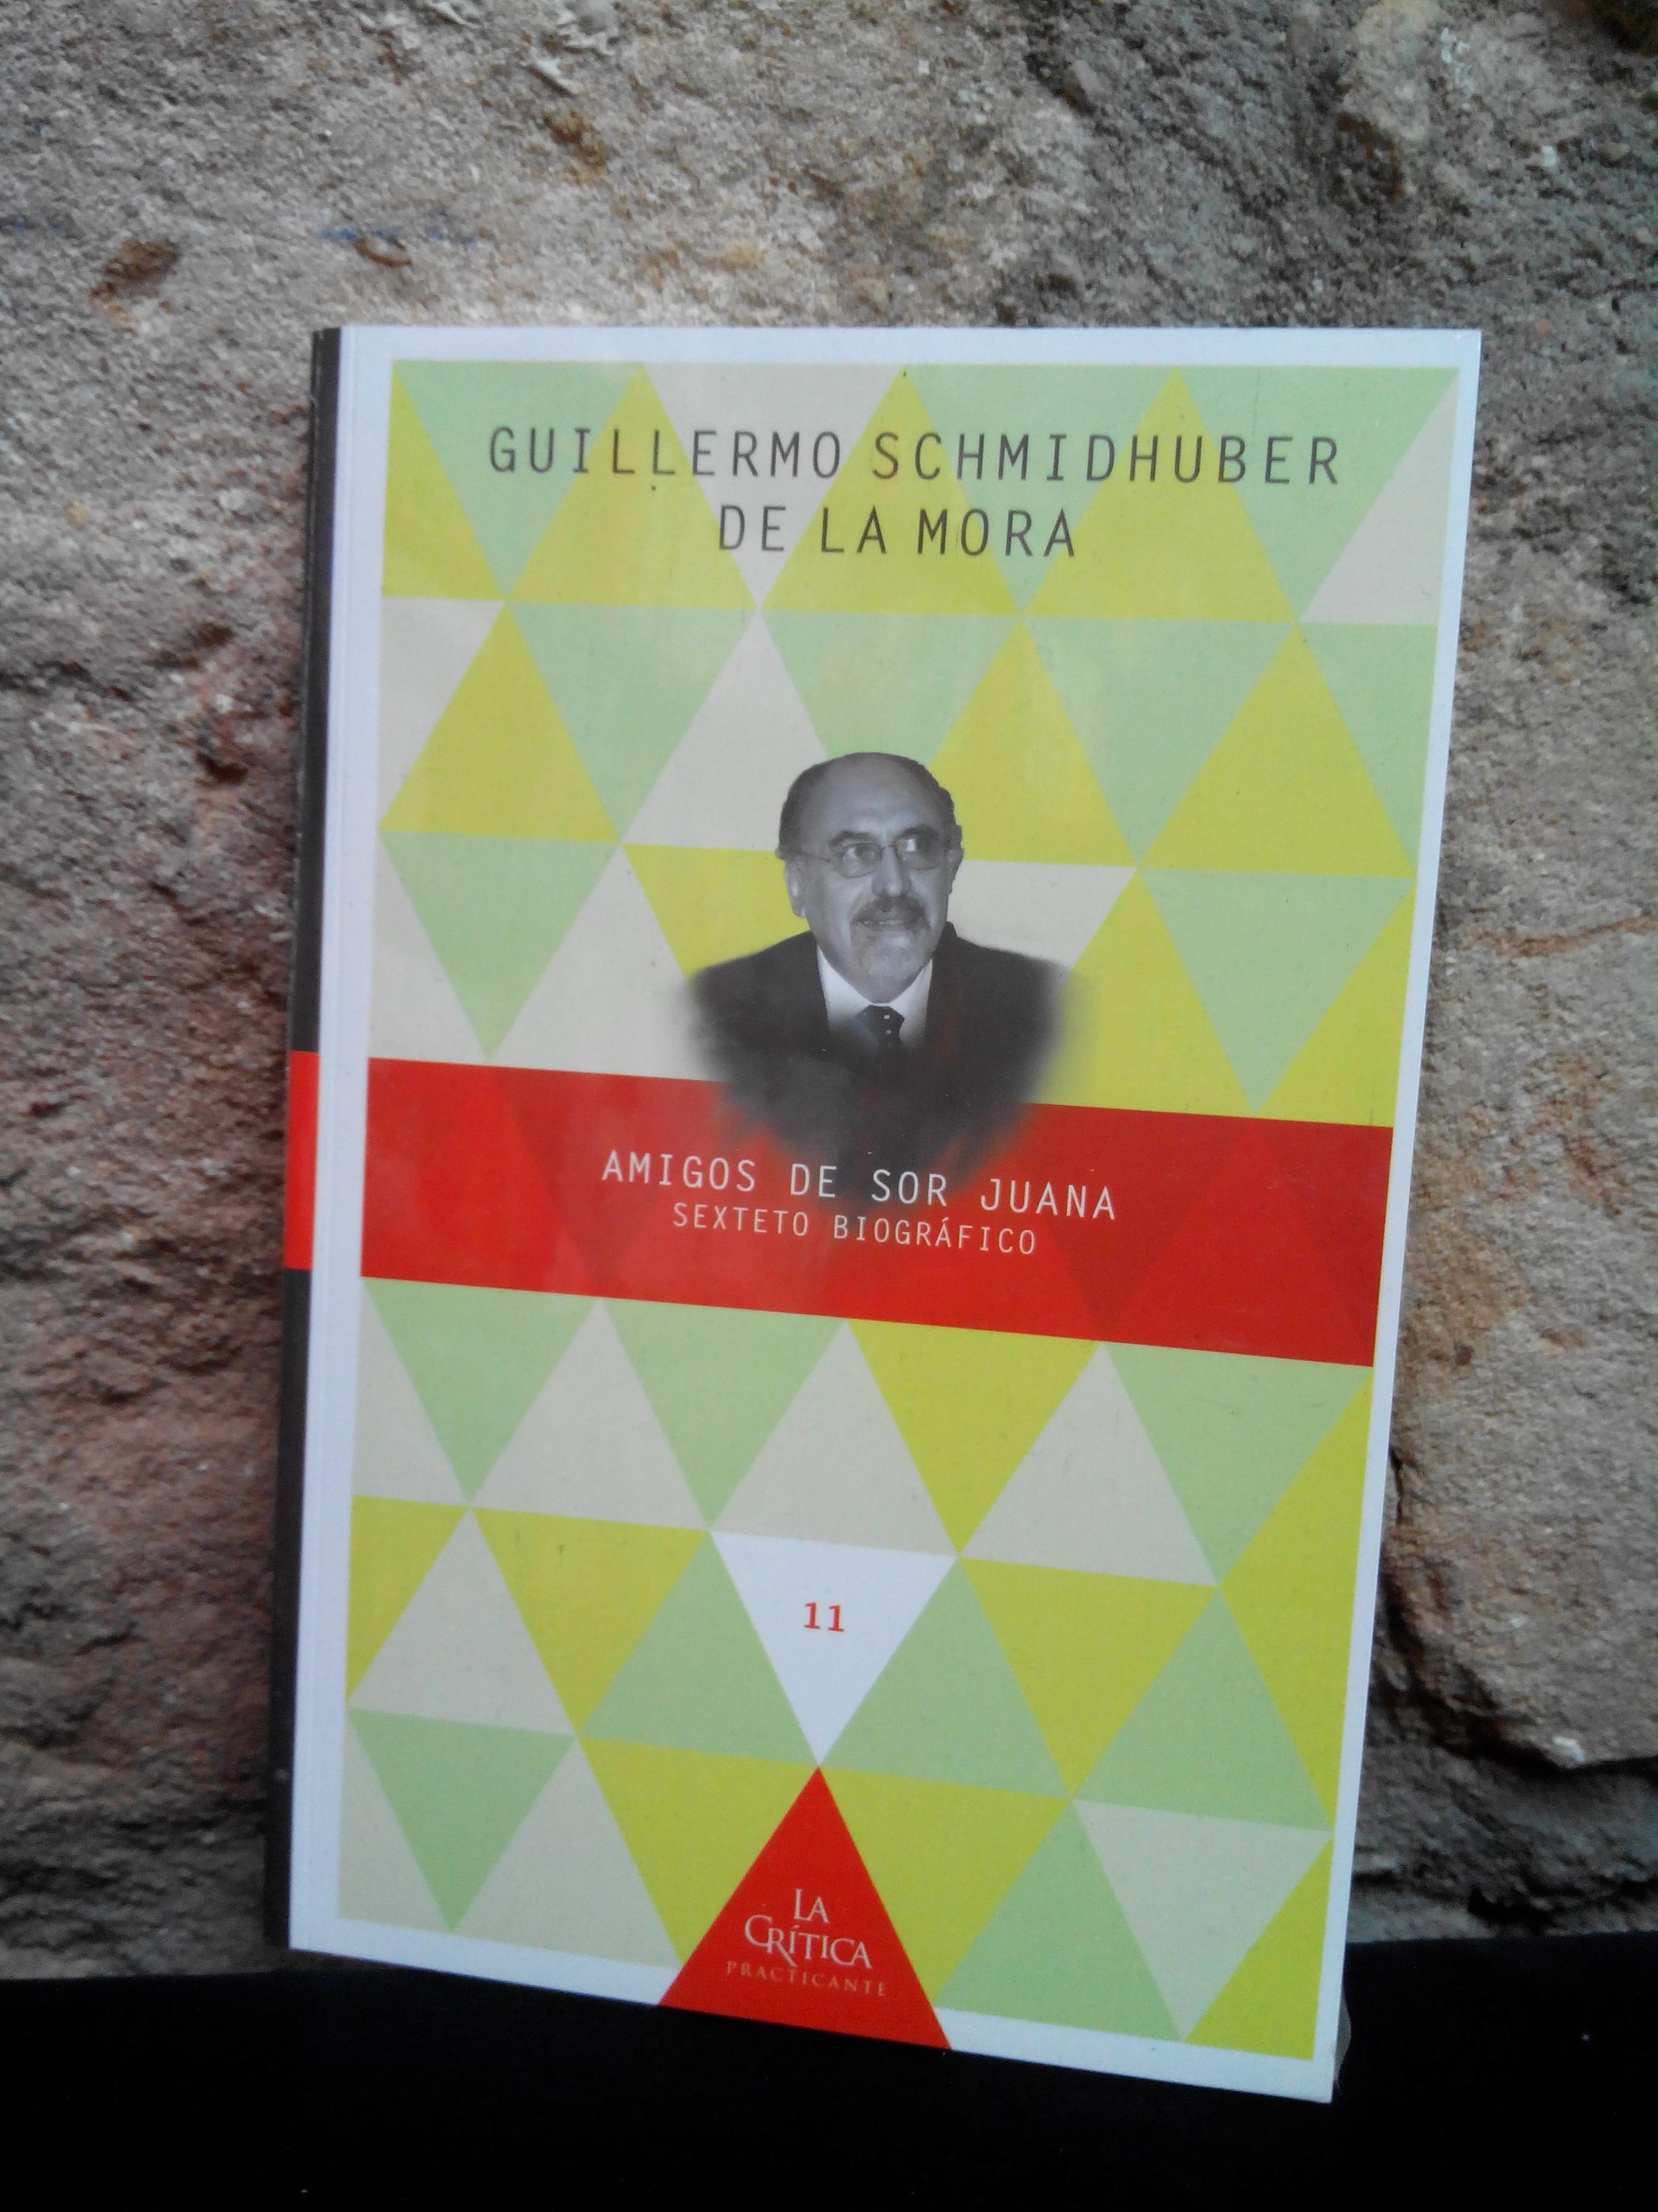 GUILLERMO SCHMIDHUBER
DE LA MORA
AMIGOS DE SOR JUANA
SEXTETO BIOGRÁFICO
11
LA
CRÍTICA
PRACTICANTE